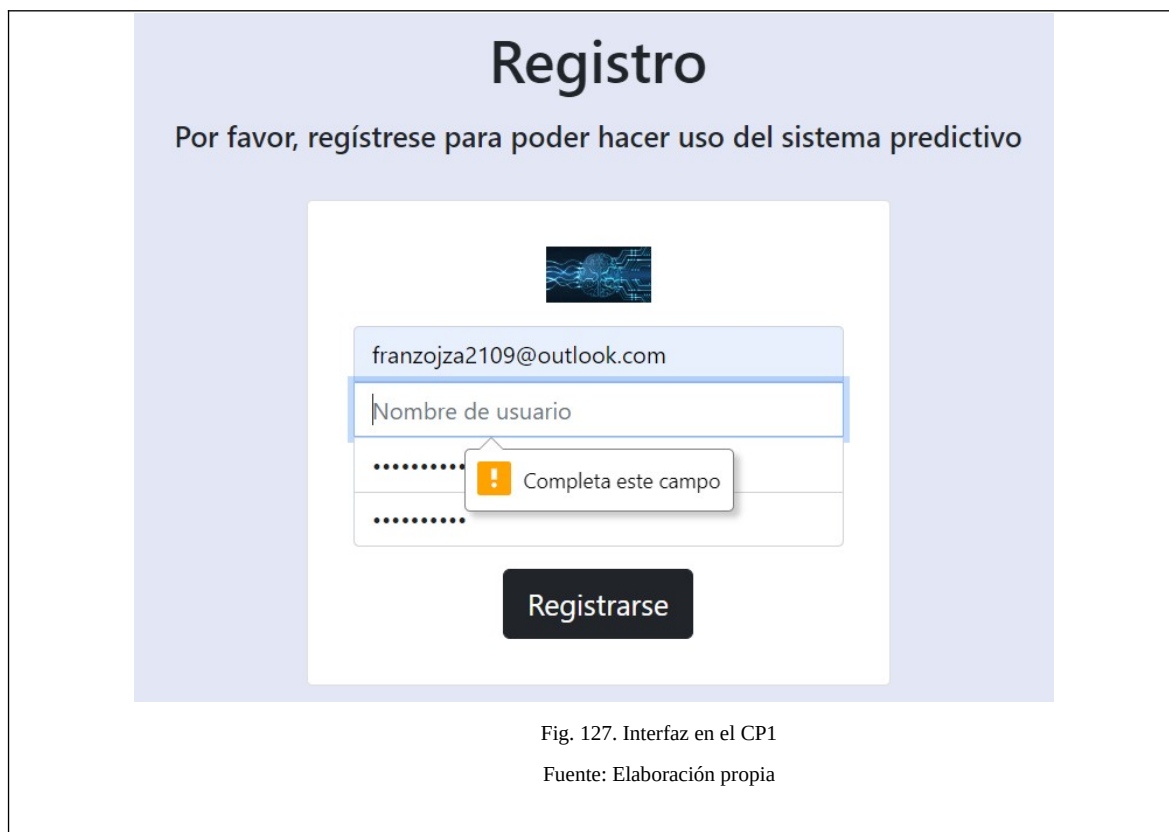 Registro
Por favor, regístrese para poder hacer uso del sistema predictivo
franzojza2109@outlook.com
Nombre de usuario
••••••••••
! Completa este campo
••••••••••
Registrarse
Fig. 127. Interfaz en el CP1
Fuente: Elaboración propia